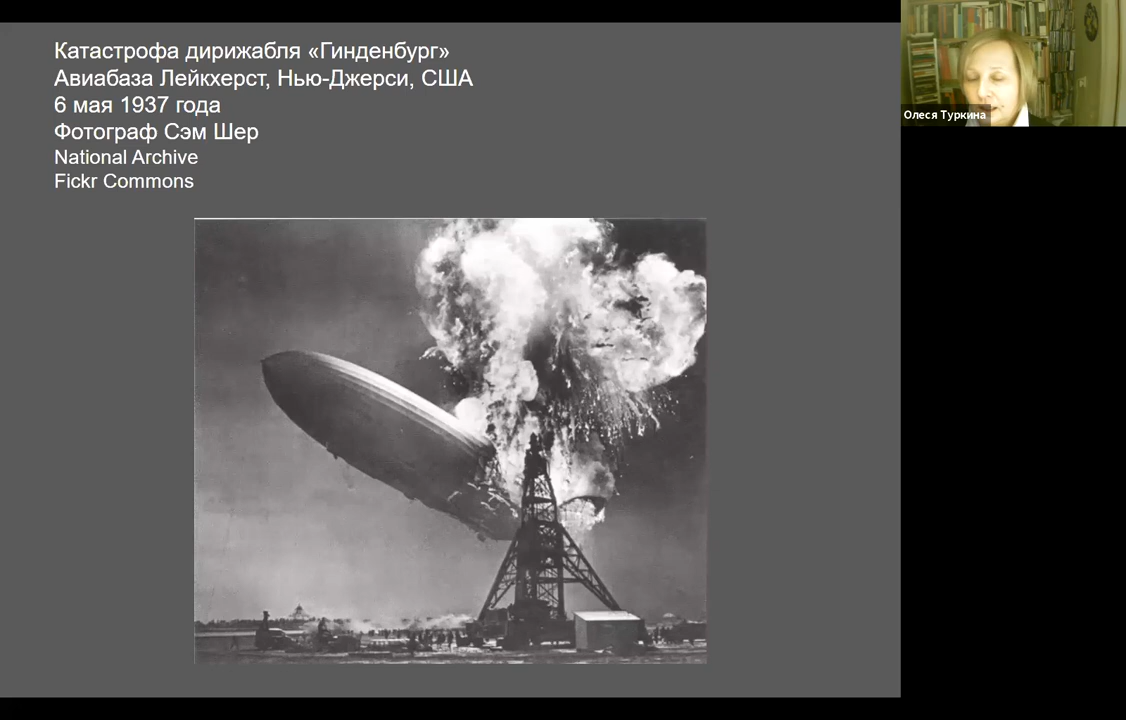 Катастрофа дирижабля «Гинденбург»
Авиабаза Лейкхерст, Нью-Джерси, США
6 мая 1937 года
Фотограф Сэм Шер
National Archive
Fickr Commons
Олеся Туркина